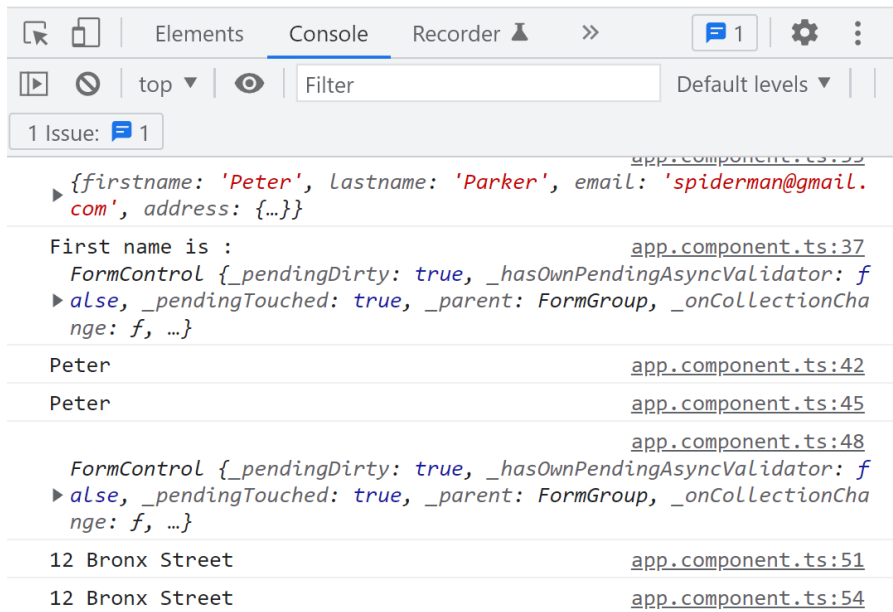 Elements Console Recorder 1
top Filter Default levels
1 Issue: 1
{firstname: 'Peter', lastname: 'Parker', email: 'spiderman@gmail.
com', address: {…}}
First name is : app.component.ts:37
FormControl {_pendingDirty: true, _hasOwnPendingAsyncValidator: f
alse, _pendingTouched: true, _parent: FormGroup, _onCollectionCha
nge: ƒ, …}
Peter app.component.ts:42
Peter app.component.ts:45
app.component.ts:48
FormControl {_pendingDirty: true, _hasOwnPendingAsyncValidator: f
alse, _pendingTouched: true, _parent: FormGroup, _onCollectionCha
nge: ƒ, …}
12 Bronx Street app.component.ts:51
12 Bronx Street app.component.ts:54